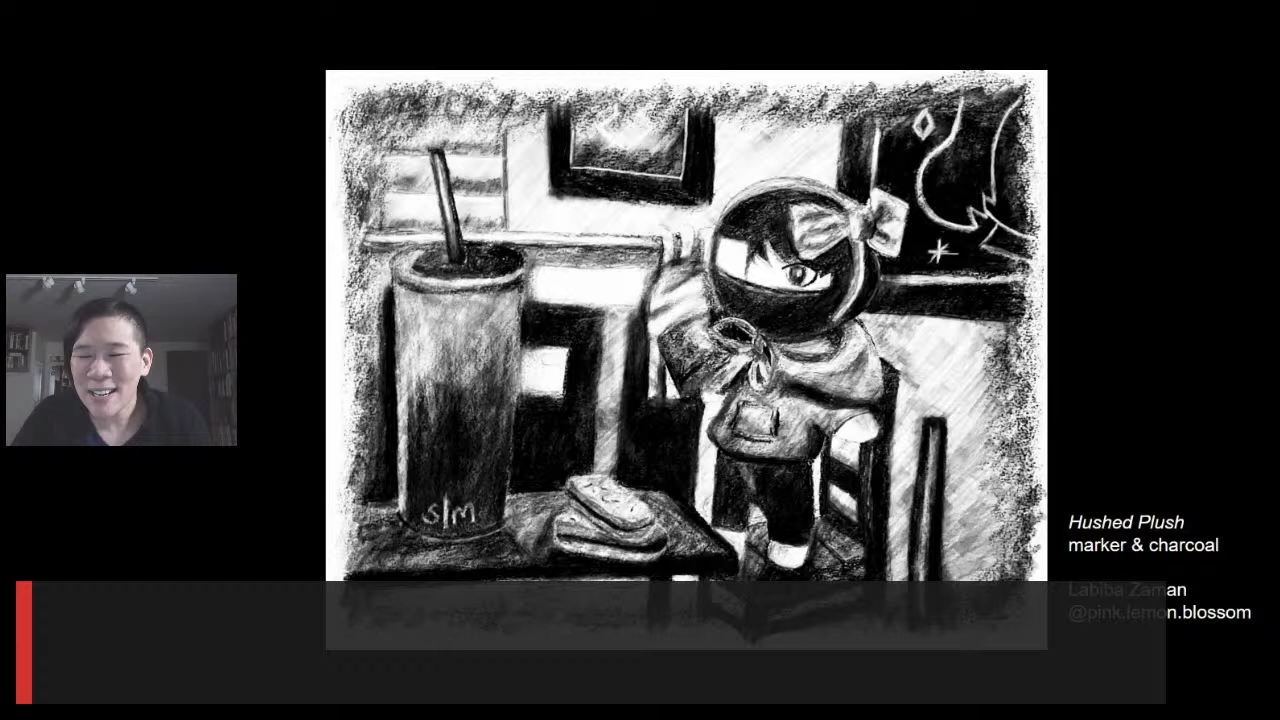 S|M
Hushed Plush
marker & charcoal
Labiba Zaman
@pink.lemon.blossom